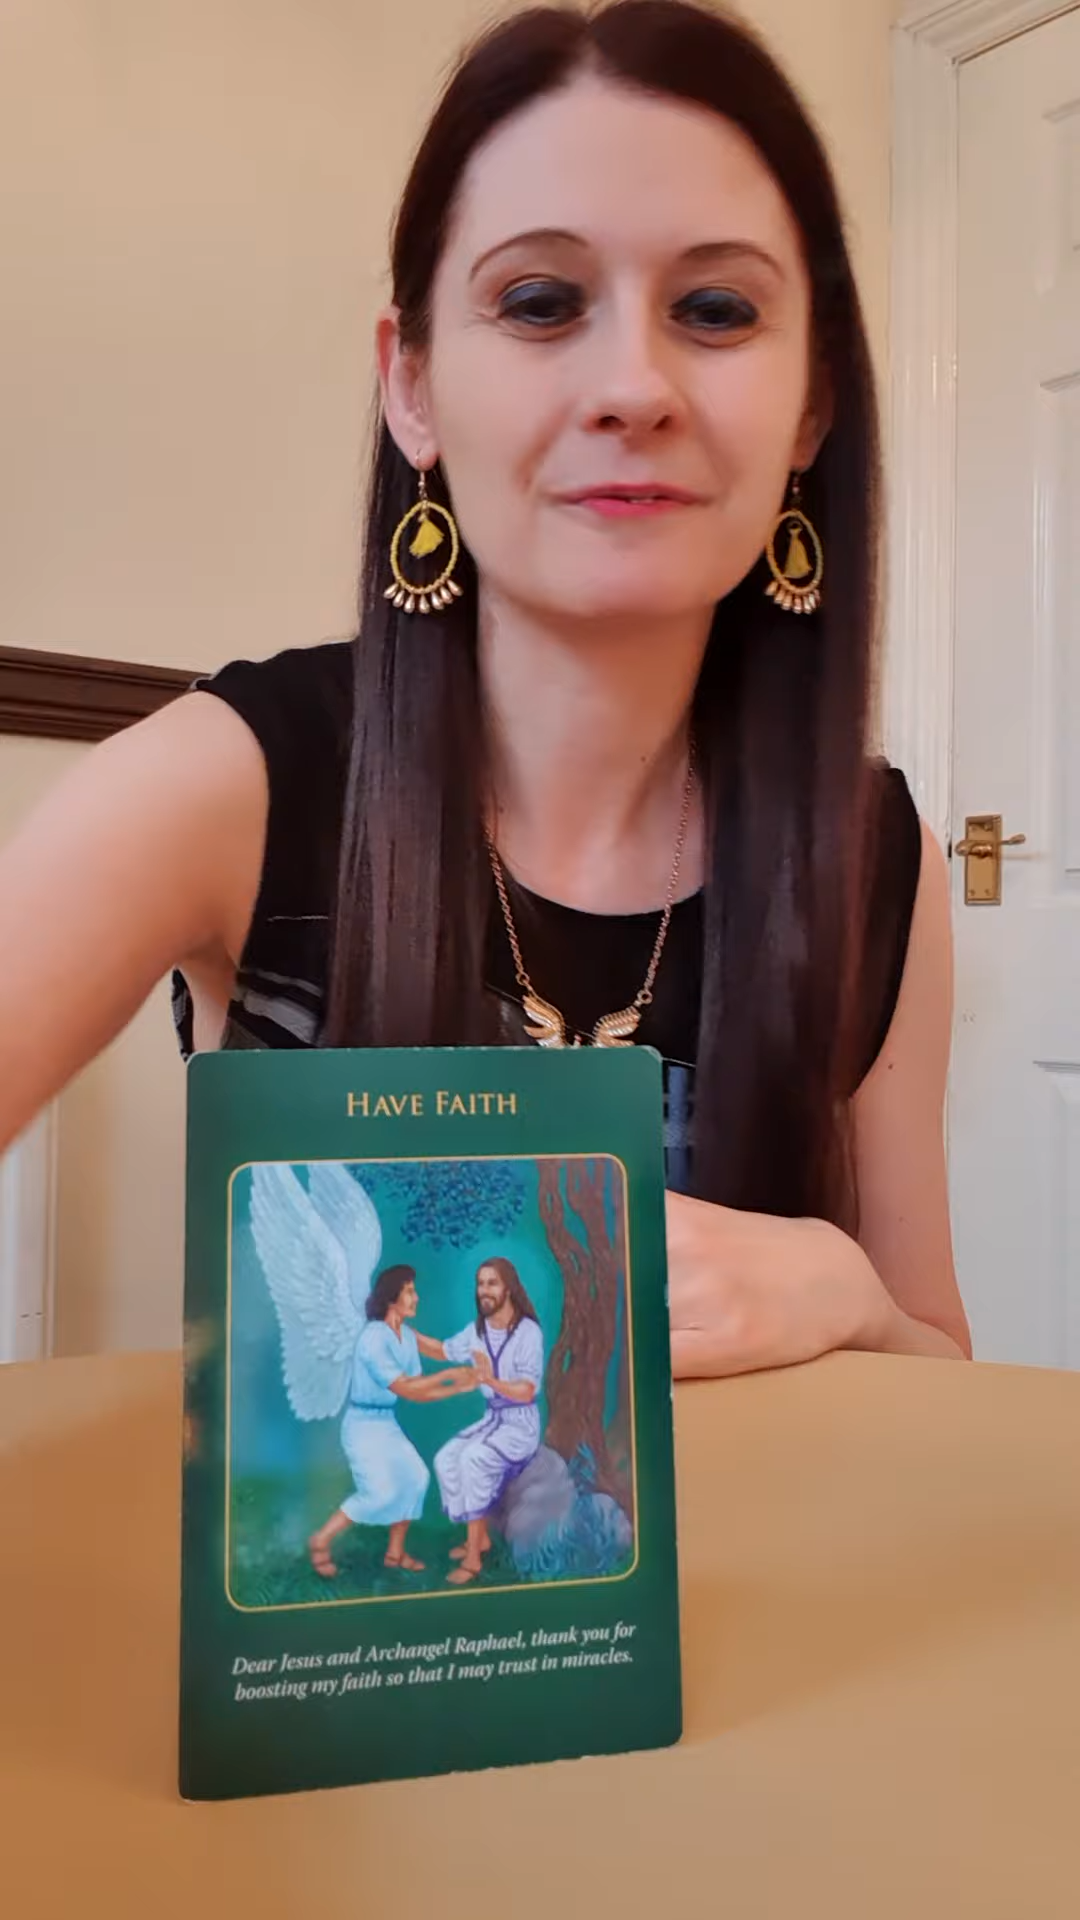 HAVE FAITH
Dear Jesus and Archangel Raphael, thank you for
boosting my faith so that I may trust in miracles.